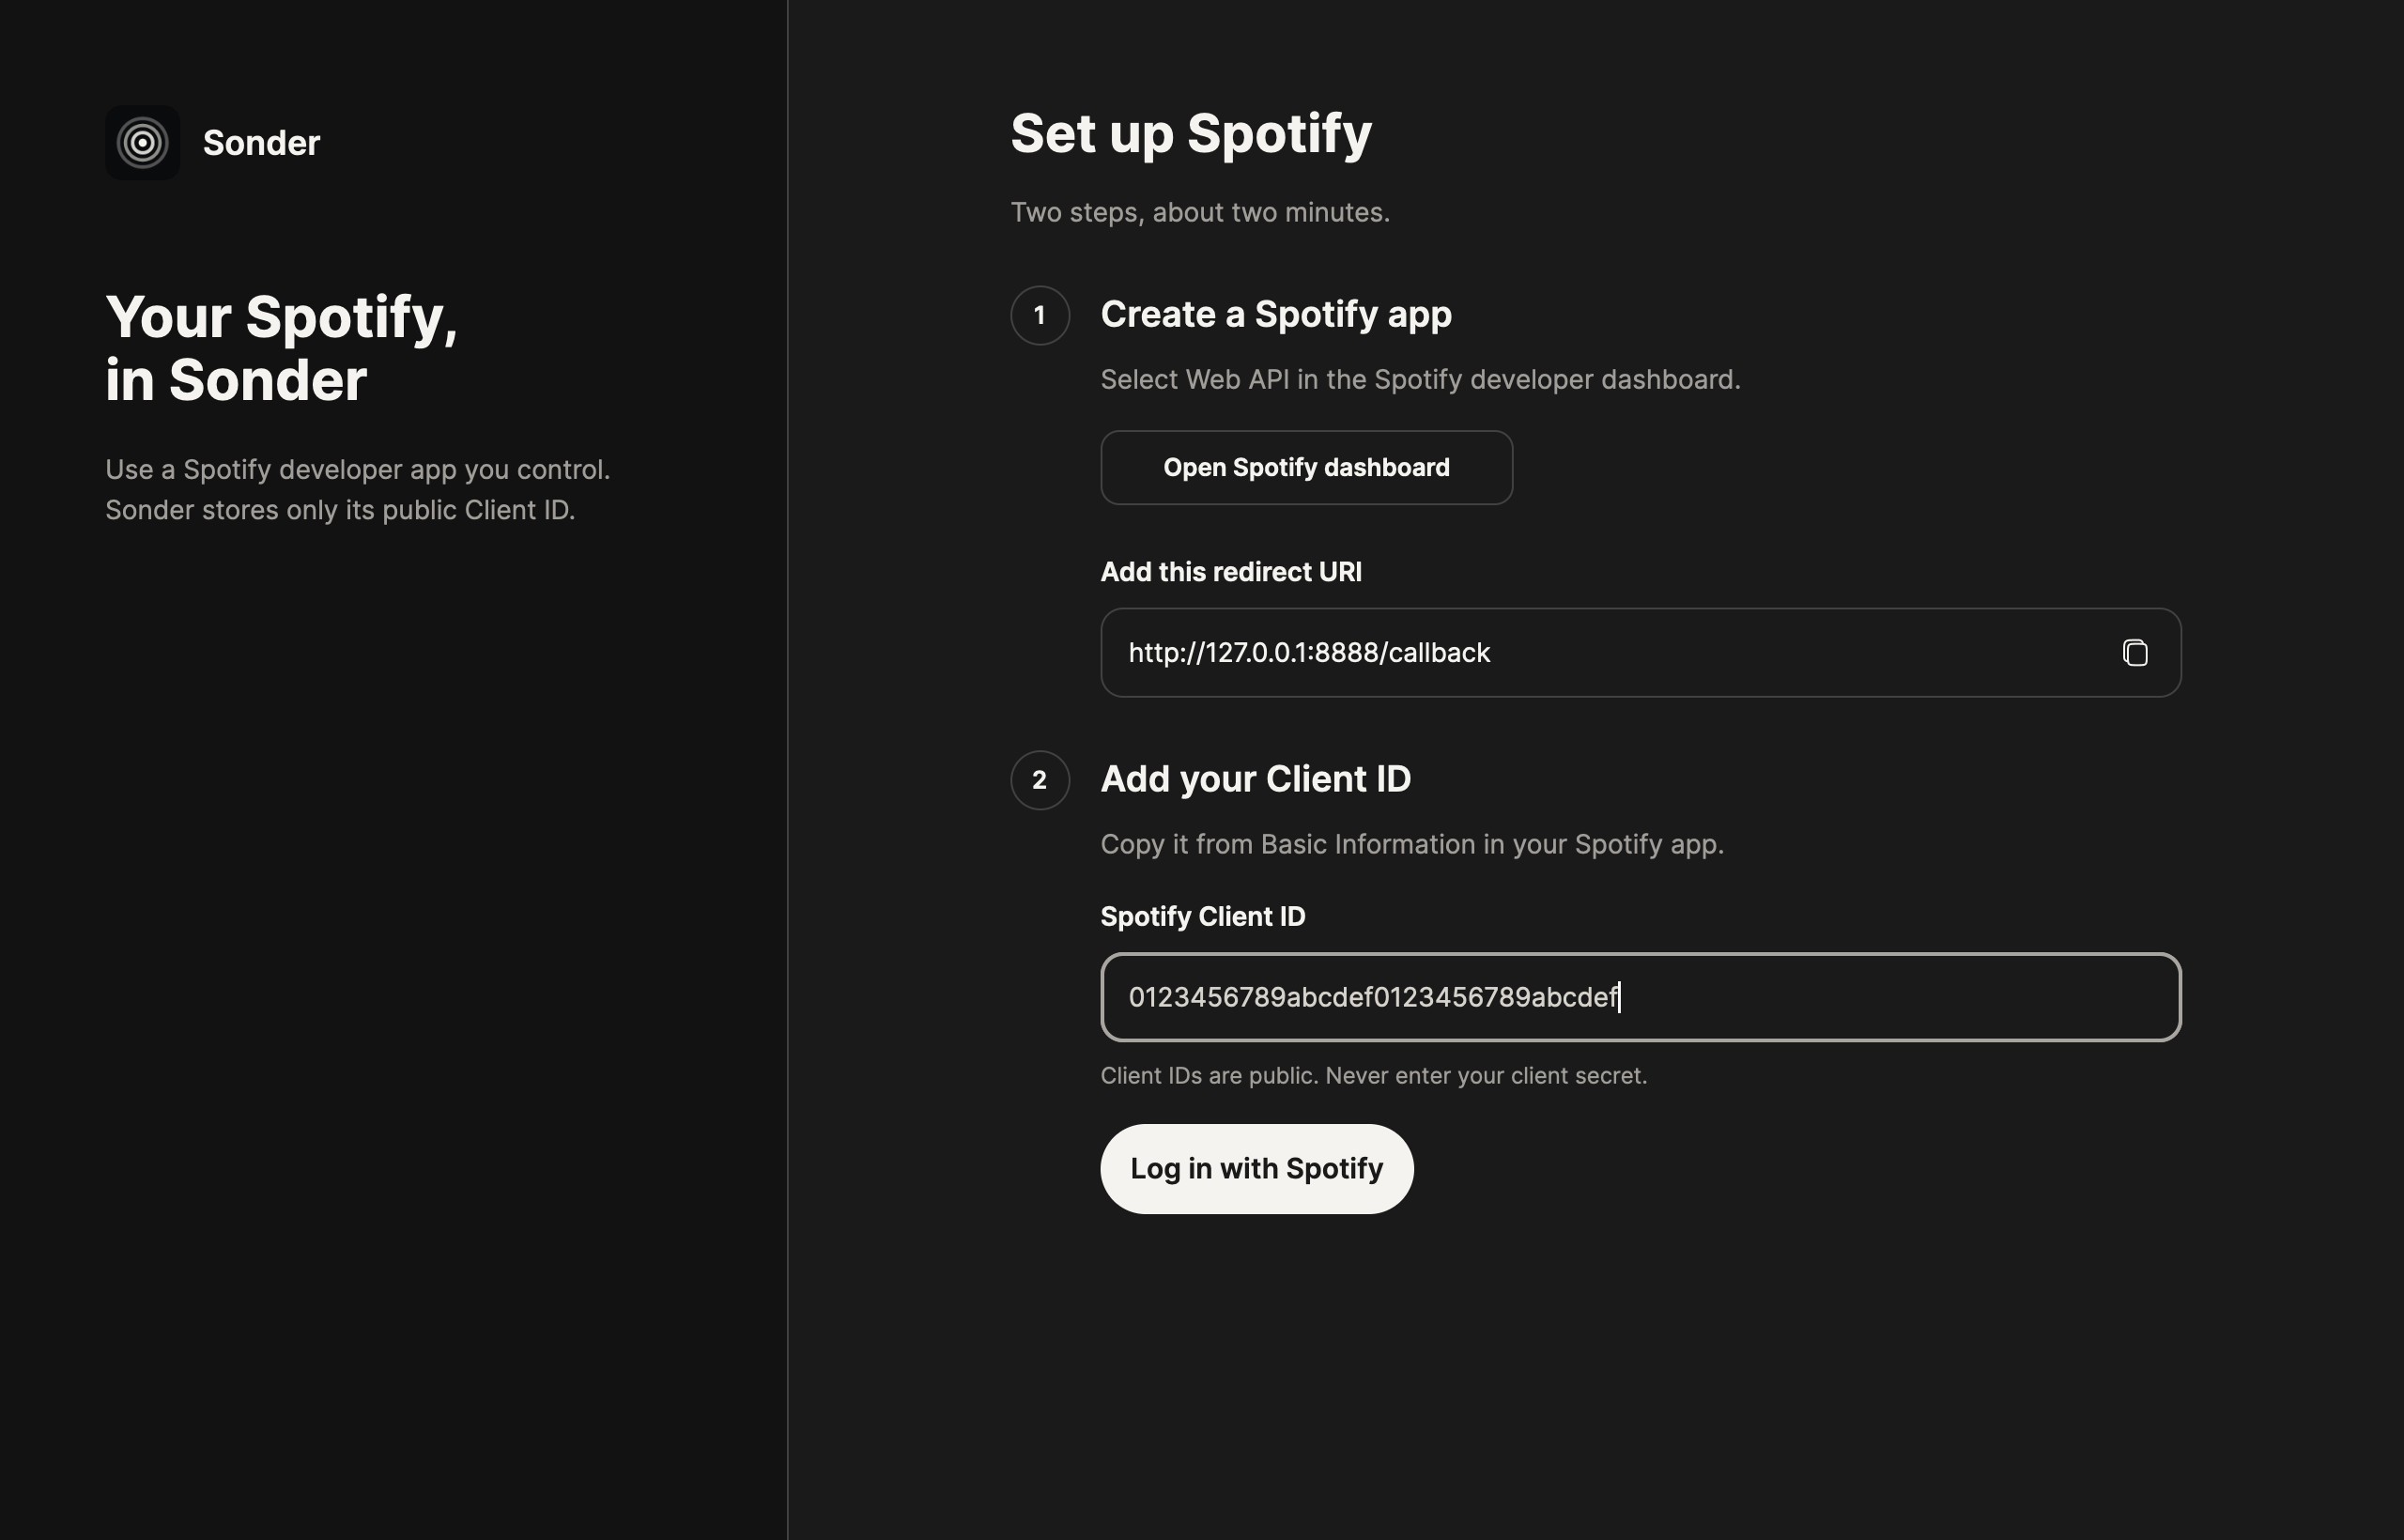 Sonder
Your Spotify,
in Sonder
Use a Spotify developer app you control.
Sonder stores only its public Client ID.
Set up Spotify
Two steps, about two minutes.
1
Create a Spotify app
Select Web API in the Spotify developer dashboard.
Open Spotify dashboard
Add this redirect URI
http://127.0.0.1:8888/callback
2
Add your Client ID
Copy it from Basic Information in your Spotify app.
Spotify Client ID
0123456789abcdef0123456789abcdef
Client IDs are public. Never enter your client secret.
Log in with Spotify